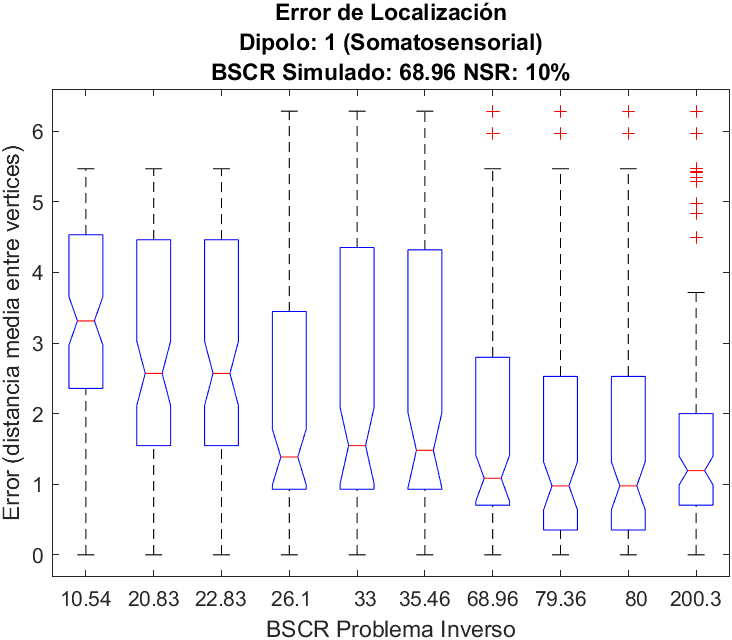 Error de Localización
Dipolo: 1 (Somatosensorial)
BSCR Simulado: 68.96 NSR: 10%
Error (distancia media entre vertices)
6
5
4
3
2
1
0
10.54 20.83 22.83 26.1 33 35.46 68.96 79.36 80 200.3
BSCR Problema Inverso